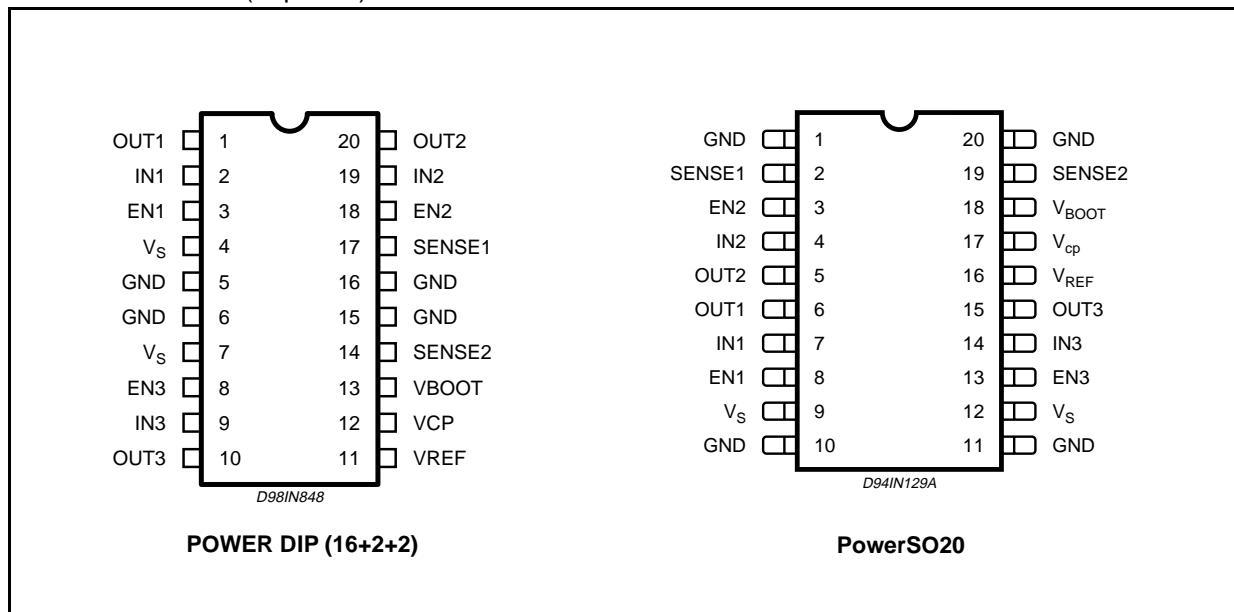 OUT1 1 20 OUT2
IN1 2 19 IN2
EN1 3 18 EN2
VS 4 17 SENSE1
GND 5 16 GND
GND 6 15 GND
VS 7 14 SENSE2
EN3 8 13 VBOOT
IN3 9 12 VCP
OUT3 10 11 VREF
D98IN848
POWER DIP (16+2+2)
GND 1 20 GND
SENSE1 2 19 SENSE2
EN2 3 18 VBOOT
IN2 4 17 Vcp
OUT2 5 16 VREF
OUT1 6 15 OUT3
IN1 7 14 IN3
EN1 8 13 EN3
VS 9 12 VS
GND 10 11 GND
D94IN129A
PowerSO20